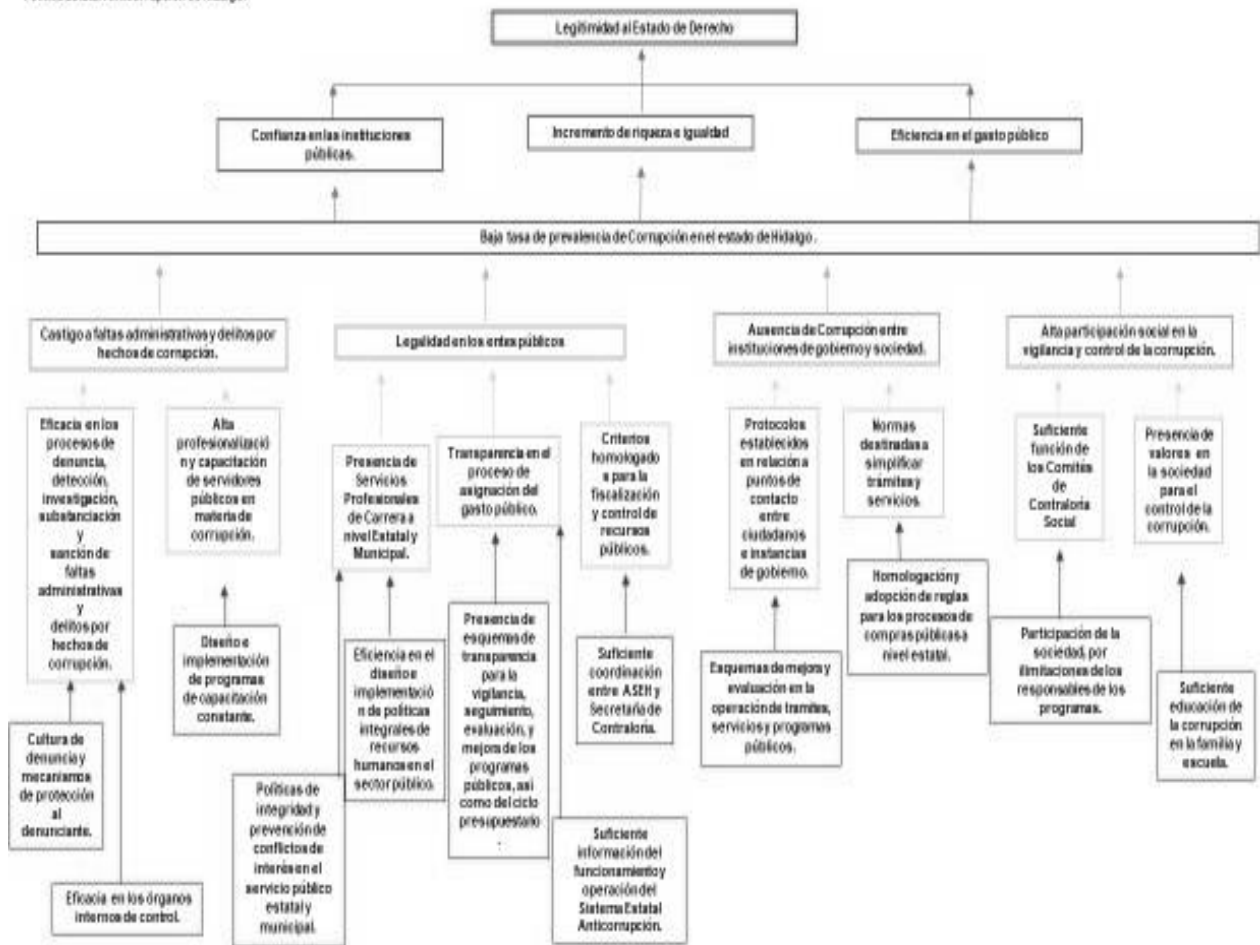 Legitimidad al Estado de Derecho
Confianza en las instituciones
públicas.
Incremento de riqueza e igualdad
Eficiencia en el gasto público
Baja tasa de prevalencia de Corrupción en el estado de Hidalgo.
Castigo a faltas administrativas y delitos por
hechos de corrupción.
Legalidad en los entes públicos
Ausencia de Corrupción entre
instituciones de gobierno y sociedad.
Alta participación social en la
vigilancia y control de la corrupción.
Eficacia en los
procesos de
denuncia,
detección,
investigación,
substanciación
y
sanción de
faltas
administrativas
y
delitos por
hechos de
corrupción.
Alta
profesionalizació
n y capacitación
de servidores
públicos en
materia de
corrupción.
Presencia de
Servicios
Profesionales
de Carrera a
nivel Estatal y
Municipal.
Transparencia en el
proceso de
asignación del
gasto público.
Criterios
homologado
s para la
fiscalización
y control de
recursos
públicos.
Protocolos
establecidos
en relación a
puntos de
contacto
entre
ciudadanos
e instancias
de gobierno.
Normas
destinadas a
simplificar
trámites y
servicios.
Suficiente
función de
los Comités
de
Contraloría
Social
Presencia de
valores en
la sociedad
para el
control de la
corrupción.
Diseño e
implementación
de programas
de capacitación
constante.
Eficiencia en el
diseño e
implementació
n de políticas
integrales de
recursos
humanos en el
sector público.
Presencia de
esquemas de
transparencia
para la
vigilancia,
seguimiento,
evaluación, y
mejora de los
programas
públicos, así
como del ciclo
presupuestario
.
Suficiente
coordinación
entre ASEH y
Secretaría de
Contraloría.
Esquemas de mejora y
evaluación en la
operación de tramites,
servicios y programas
públicos.
Homologación y
adopción de reglas
para los procesos de
compras públicas a
nivel estatal.
Participación de la
sociedad, por
ilimitaciones de los
responsables de los
programas.
Suficiente
educación de
la corrupción
en la familia y
escuela.
Cultura de
denuncia y
mecanismos
de protección
al
denunciante.
Eficacia en los órganos
internos de control.
Políticas de
integridad y
prevención de
conflictos de
interés en el
servicio público
estatal y
municipal.
Suficiente
información del
funcionamiento y
operación del
Sistema Estatal
Anticorrupción.